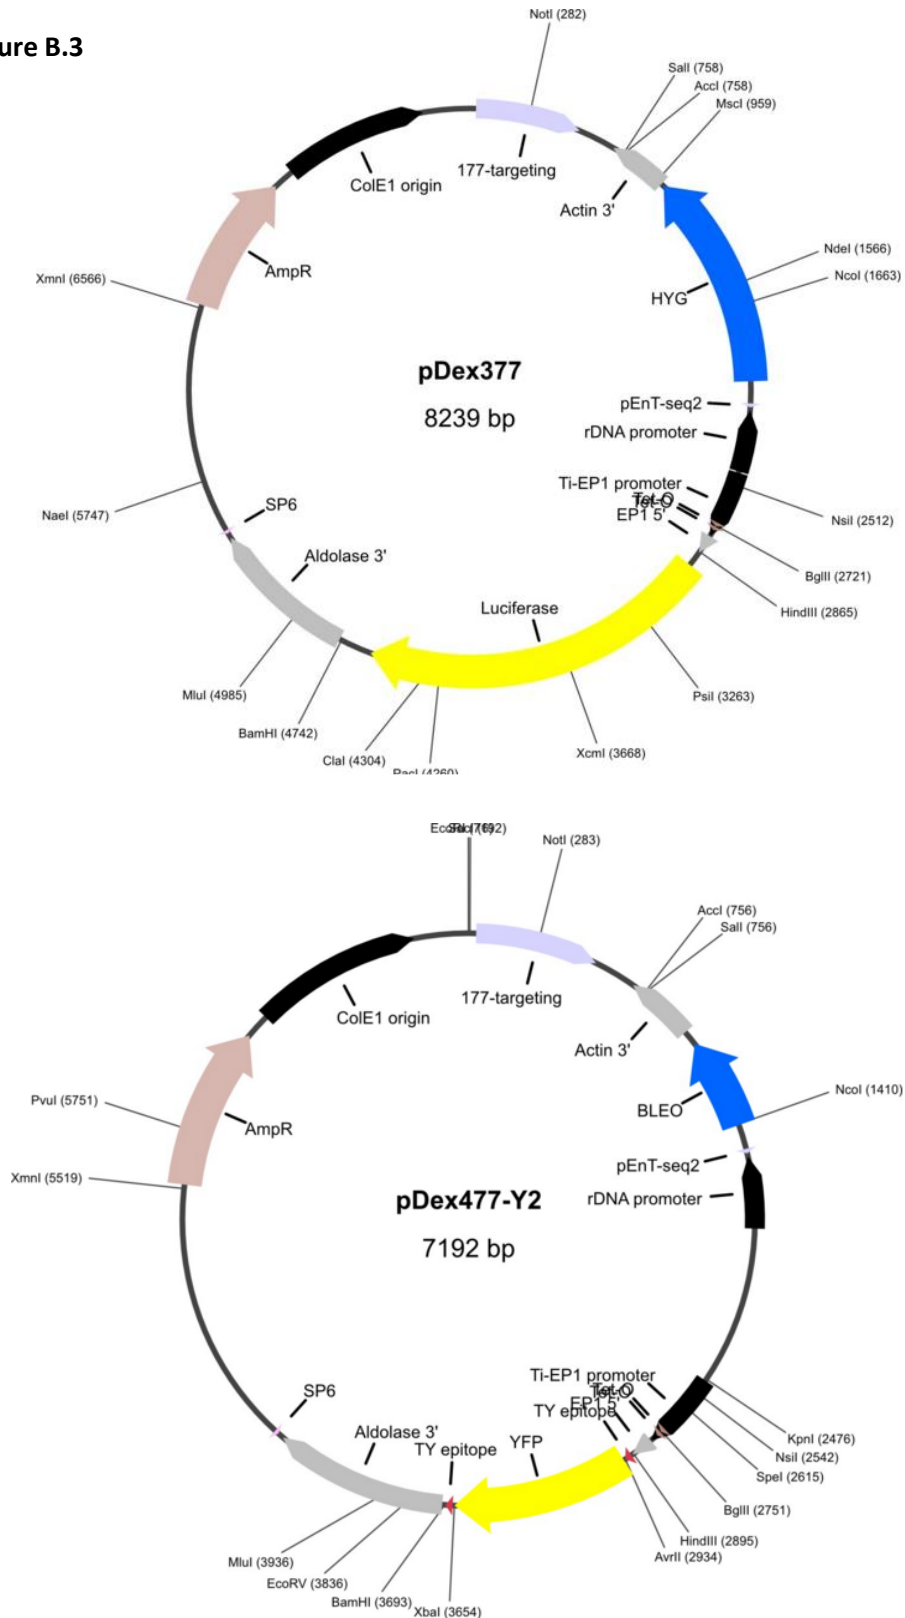 ure B.3
NotI (282)
SalI (758)
AccI (758)
MscI (959)
177-targeting
ColE1 origin
Actin 3'
AmpR
NdeI (1566)
XmnI (6566)
NcoI (1663)
HYG
pDex377
8239 bp
pEnT-seq2
rDNA promoter
Ti-EP1 promoter
Tet-O
EP1 5'
SP6
NaeI (5747)
NsiI (2512)
Aldolase 3'
BglII (2721)
Luciferase
HindIII (2865)
MluI (4985)
PsiI (3263)
BamHI (4742)
XcmI (3668)
ClaI (4304)
PacI (4260)
NotI (283)
AccI (756)
SalI (756)
177-targeting
ColE1 origin
Actin 3'
NcoI (1410)
PvuI (5751)
BLEO
AmpR
pEnT-seq2
XmnI (5519)
rDNA promoter
pDex477-Y2
7192 bp
Ti-EP1 promoter
Tet-O
EP1 5'
TY epitope
SP6
Aldolase 3'
TY epitope
YFP
KpnI (2476)
NsiI (2542)
SpeI (2615)
BglII (2751)
HindIII (2895)
AvrII (2934)
MluI (3936)
EcoRV (3836)
BamHI (3693)
XbaI (3654)